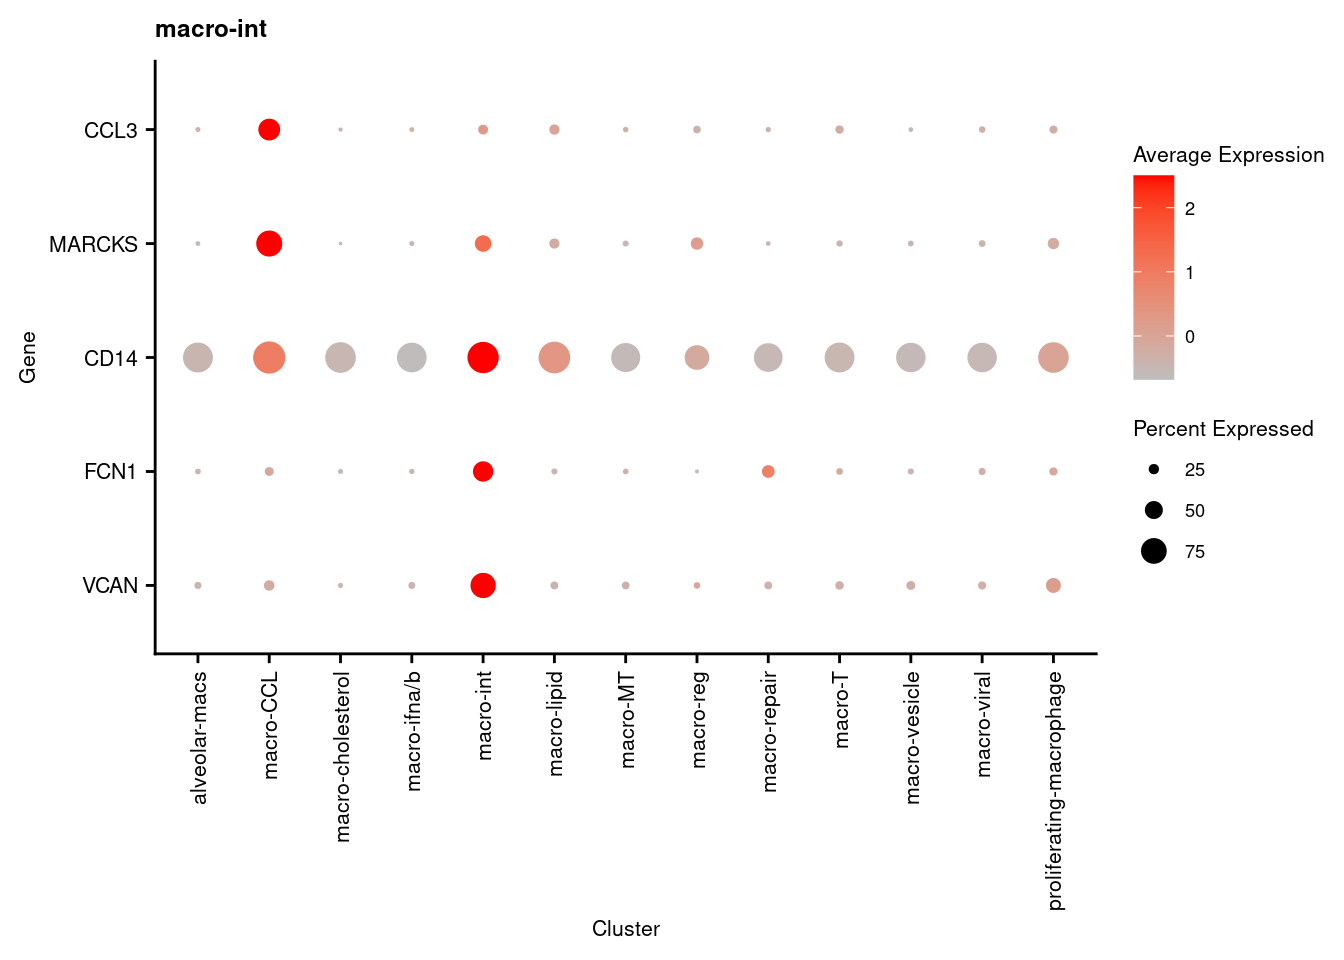 macro-int
CCL3
MARCKS
CD14
FCN1
VCAN
Gene
alveolar-macs
macro-CCL
macro-cholesterol
macro-ifna/b
macro-int
macro-lipid
macro-MT
macro-reg
macro-repair
macro-T
macro-vesicle
macro-viral
proliferating-macrophage
Cluster
Average Expression
2
1
0
Percent Expressed
25
50
75